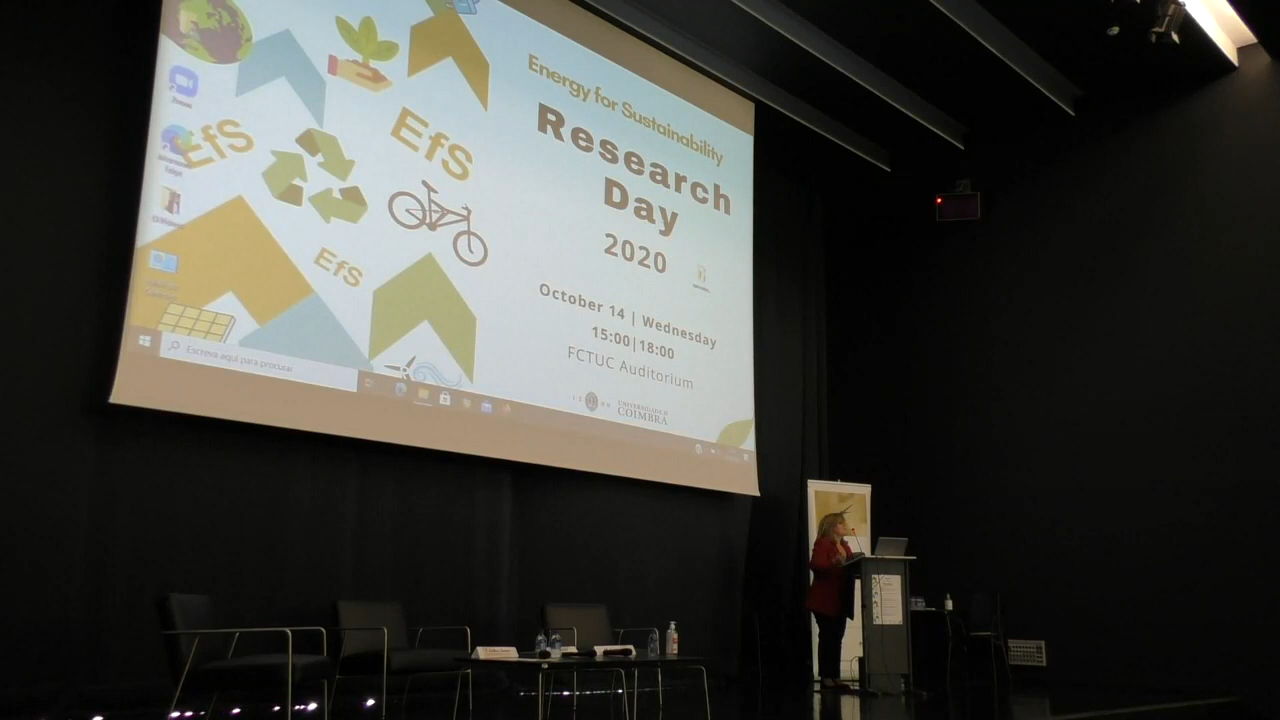 Energy for Sustainability
Research
Day
2020
October 14 | Wednesday
15:00|18:00
FCTUC Auditorium
UNIVERSIDADE D
COIMBRA
EfS
EfS
EfS
Zoom
Escreva aqui para procurar